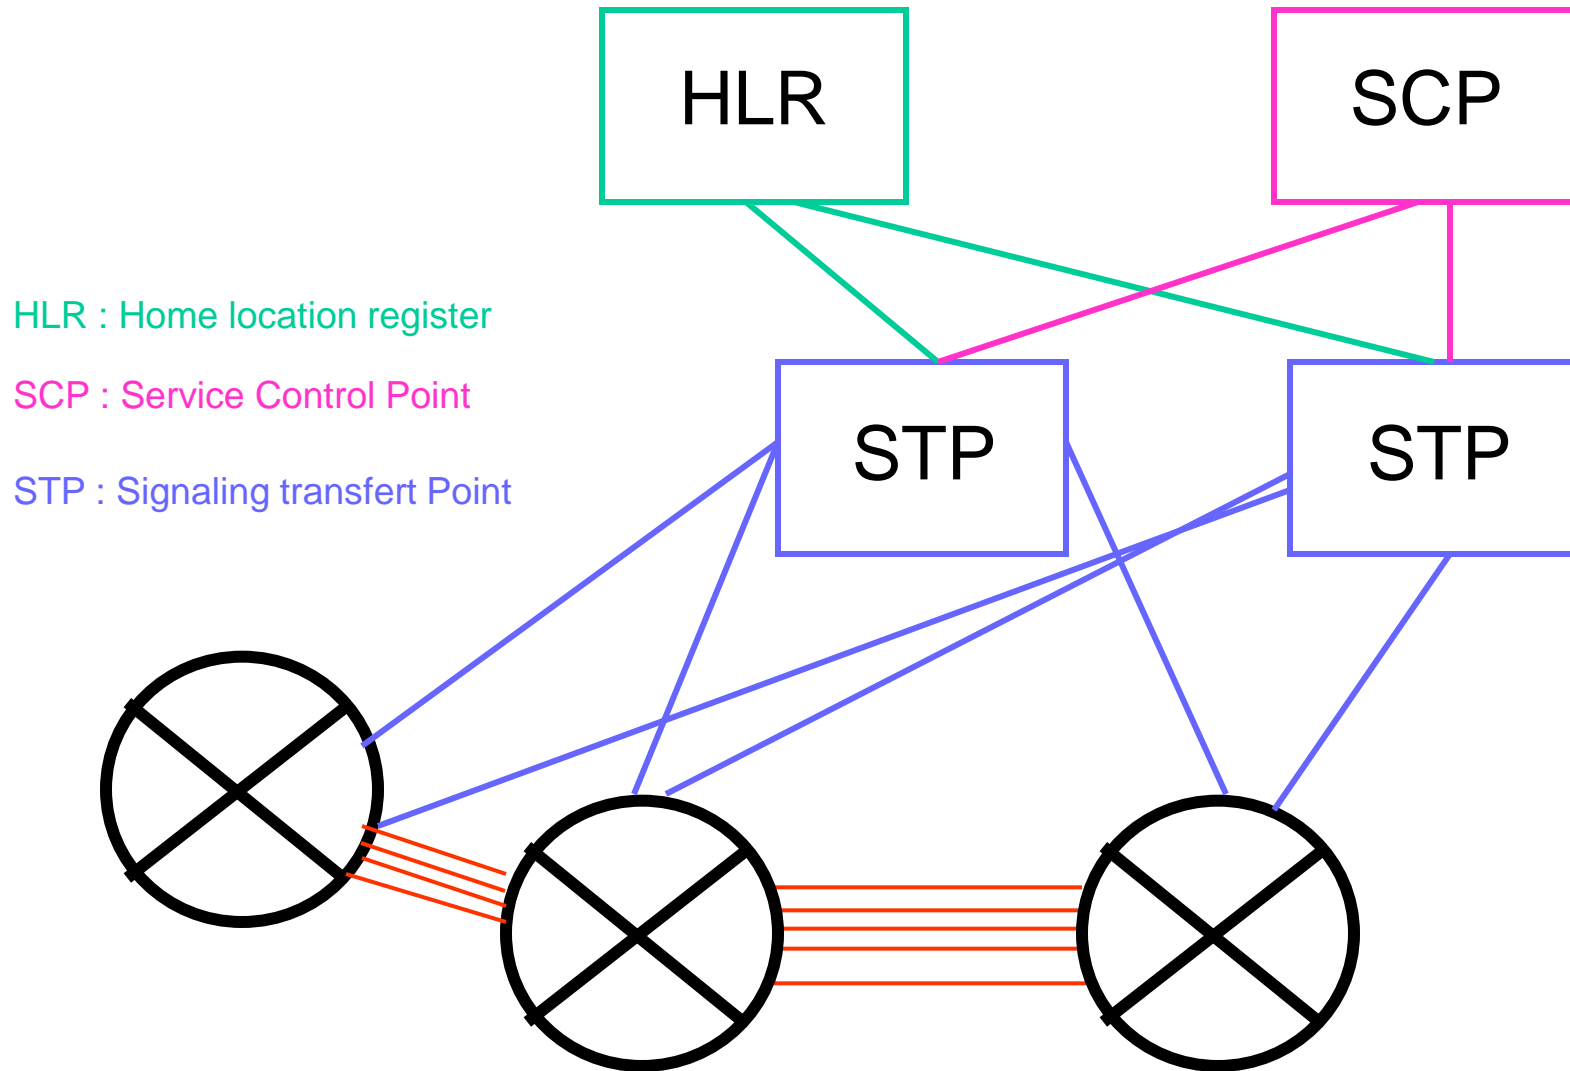 HLR
SCP
HLR : Home location register
SCP : Service Control Point
STP : Signaling transfert Point
STP
STP